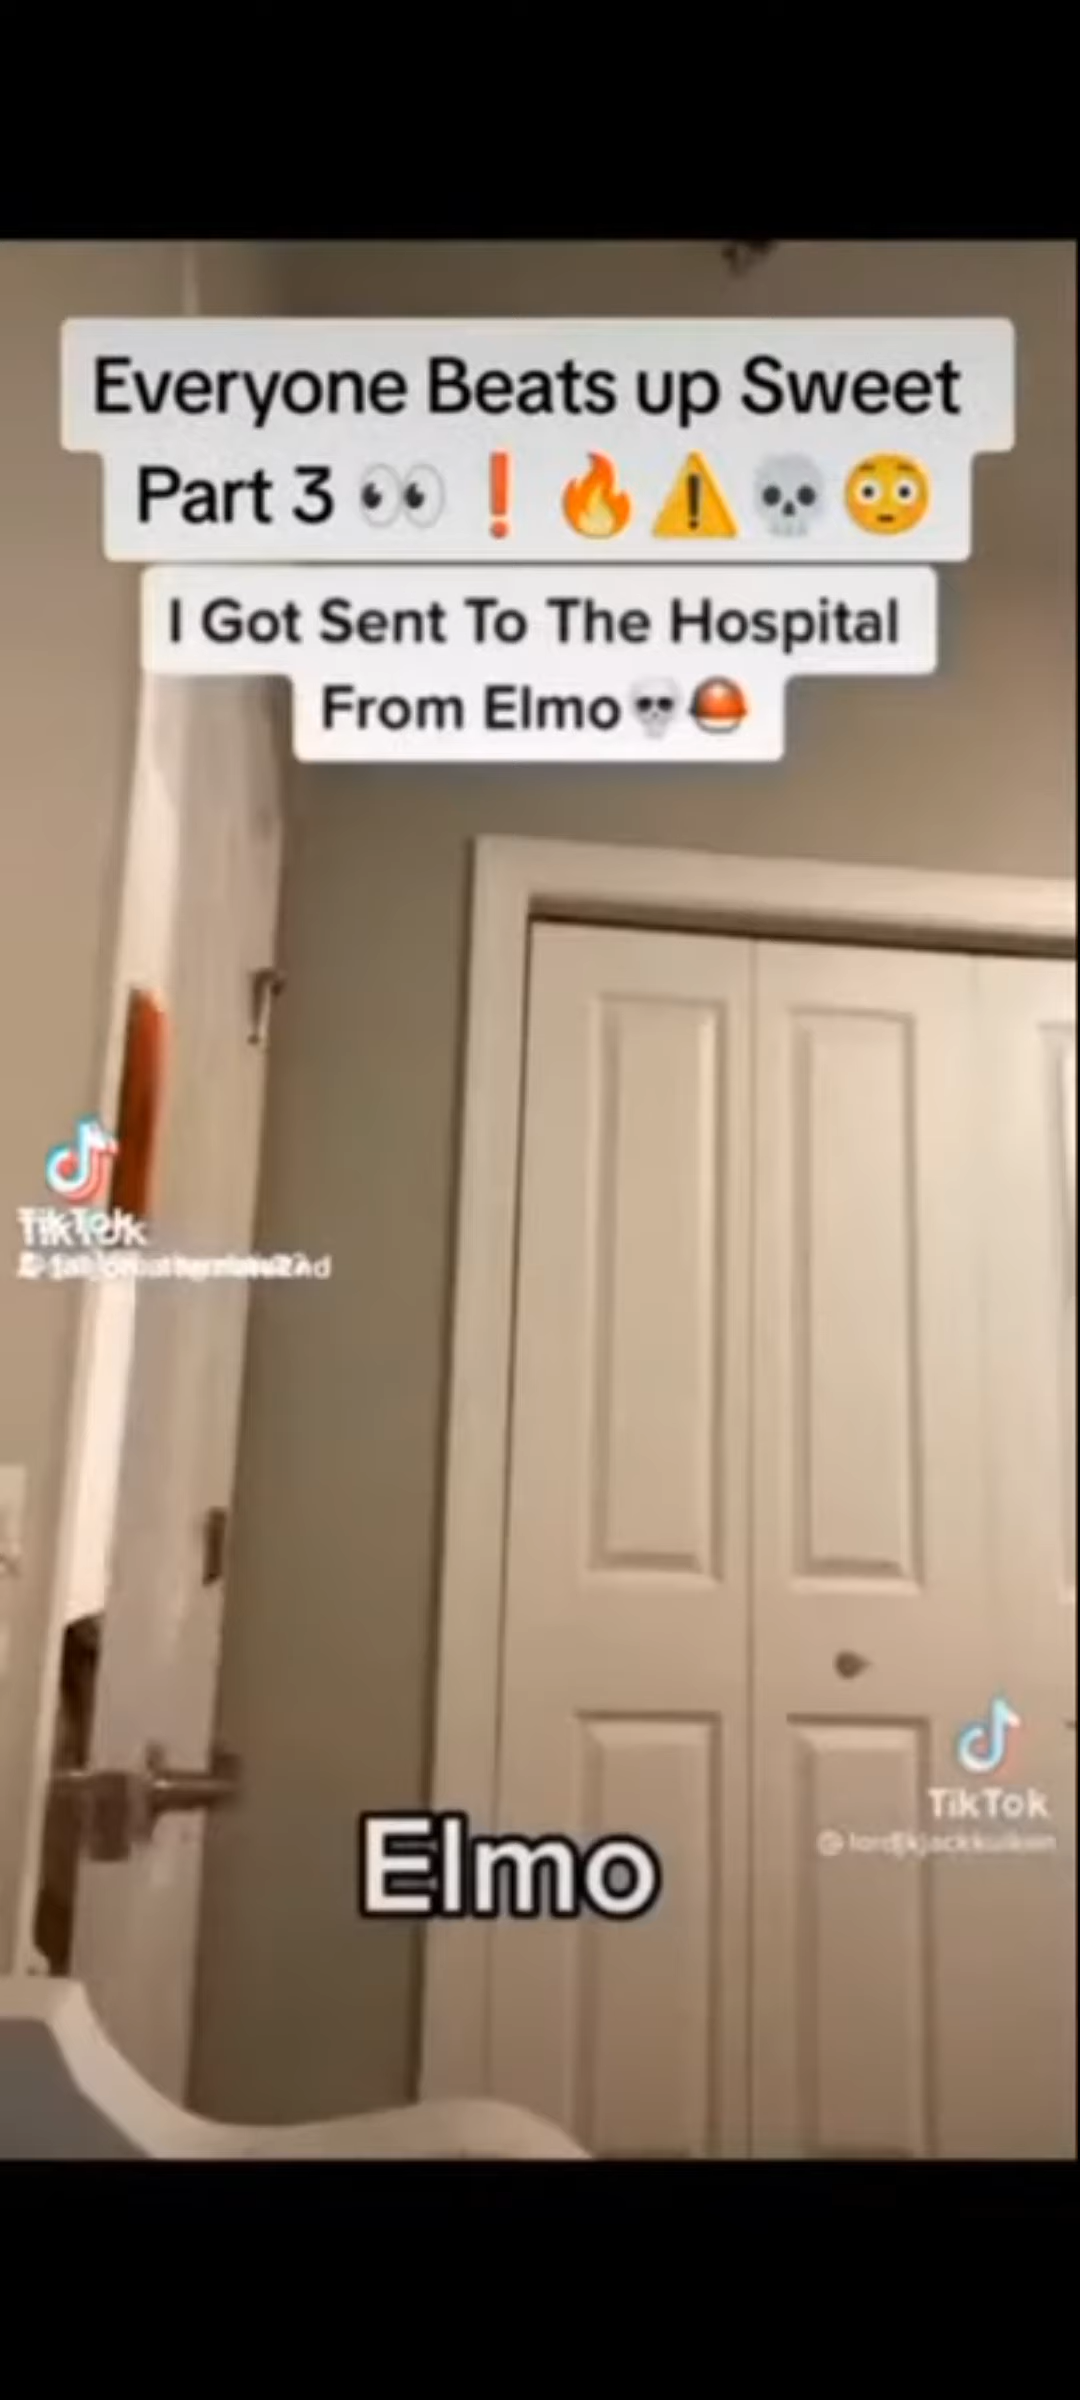 Everyone Beats up Sweet
Part 3 👀❗🔥⚠️💀😳
I Got Sent To The Hospital
From Elmo💀⛑️
TikTok
TikTok
Elmo